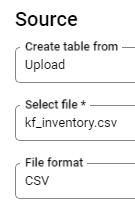 Source
Create table from
Upload
Select file *
kf_inventory.csv
File format
CSV